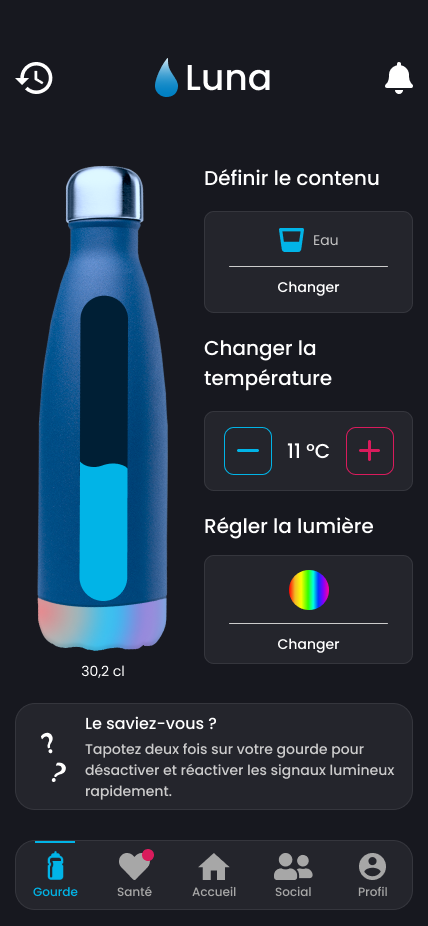 Luna
Définir le contenu
Eau
Changer
Changer la
température
11 °C
Régler la lumière
Changer
30,2 cl
? ?
Le saviez-vous ?
Tapotez deux fois sur votre gourde pour
désactiver et réactiver les signaux lumineux
rapidement.
Gourde
Santé
Accueil
Social
Profil